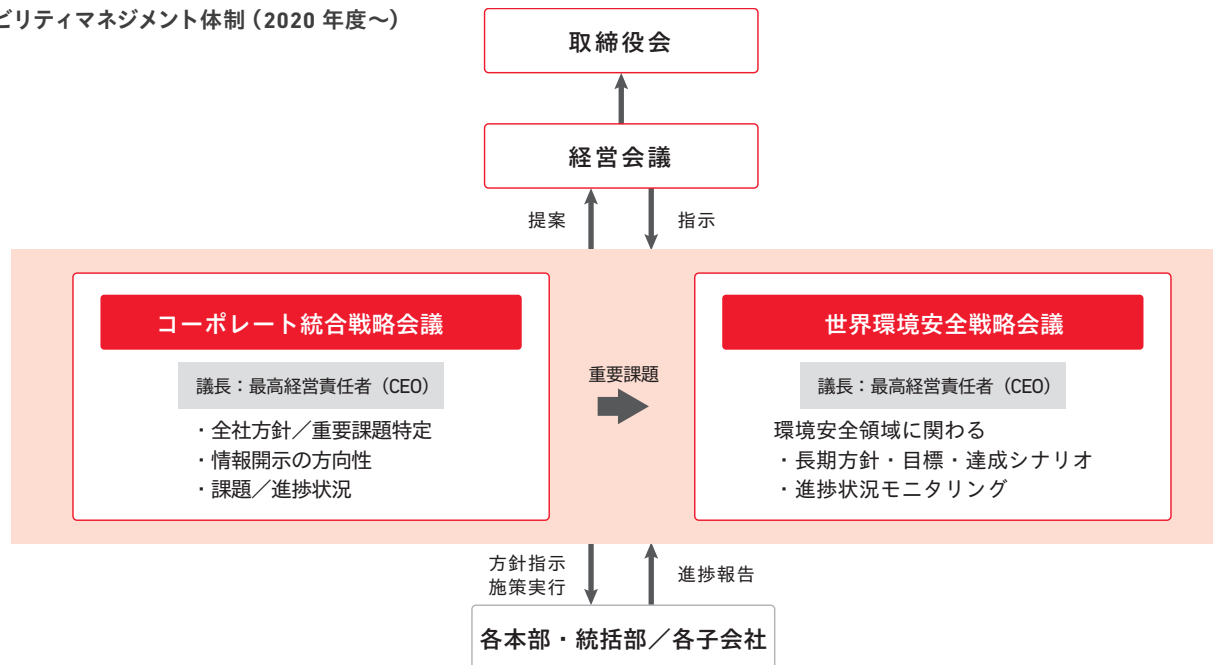 ビリティマネジメント体制（2020 年度～）
取締役会
経営会議
提案
指示
コーポレート統合戦略会議
議長：最高経営責任者（CEO）
・全社方針／重要課題特定
・情報開示の方向性
・課題／進捗状況
重要課題
世界環境安全戦略会議
議長：最高経営責任者（CEO）
環境安全領域に関わる
・長期方針・目標・達成シナリオ
・進捗状況モニタリング
方針指示
施策実行
進捗報告
各本部・統括部／各子会社